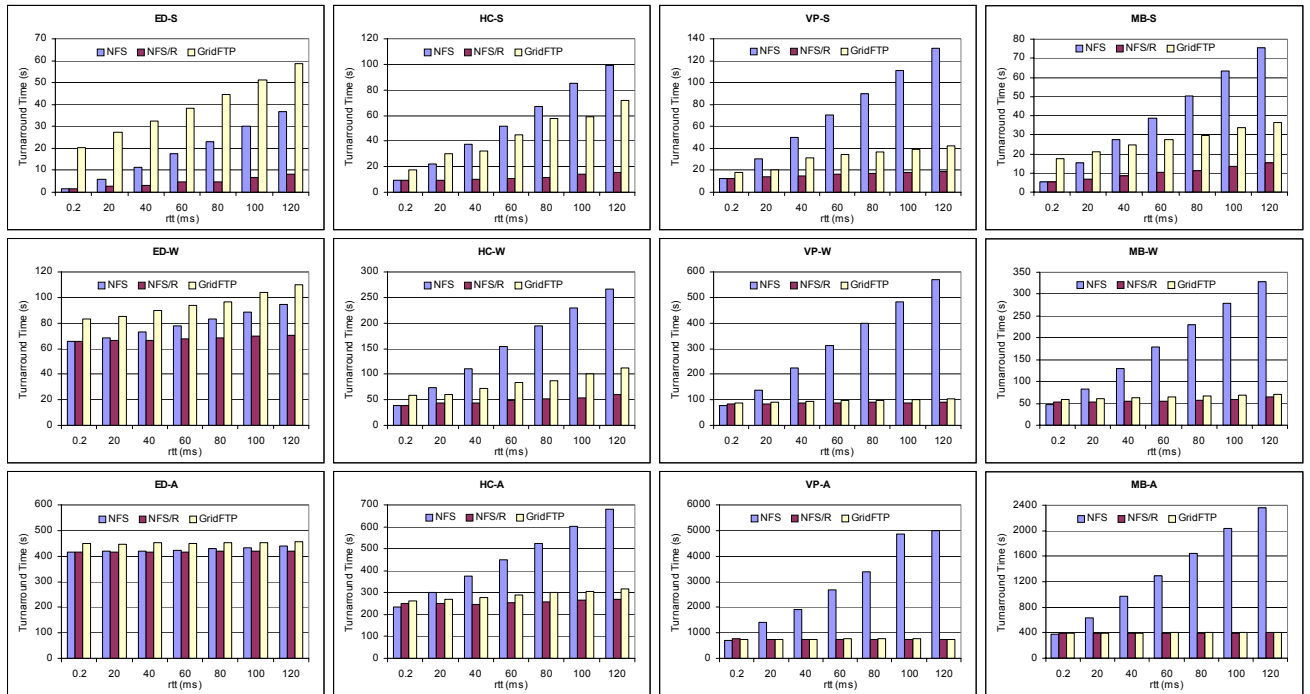 ED-S
NFS NFS/R GridFTP
Turnarround Time (s)
70
60
50
40
30
20
10
0
0.2 20 40 60 80 100 120
rtt (ms)
HC-S
NFS NFS/R GridFTP
Turnarround Time (s)
120
100
80
60
40
20
0
0.2 20 40 60 80 100 120
rtt (ms)
VP-S
NFS NFS/R GridFTP
Turnarround Time (s)
140
120
100
80
60
40
20
0
0.2 20 40 60 80 100 120
rtt (ms)
MB-S
NFS NFS/R GridFTP
Turnarround Time (s)
80
70
60
50
40
30
20
10
0
0.2 20 40 60 80 100 120
rtt (ms)
ED-W
NFS NFS/R GridFTP
Turnarround Time (s)
120
100
80
60
40
20
0
0.2 20 40 60 80 100 120
rtt (ms)
HC-W
NFS NFS/R GridFTP
Turnarround Time (s)
300
250
200
150
100
50
0
0.2 20 40 60 80 100 120
rtt (ms)
VP-W
NFS NFS/R GridFTP
Turnarround Time (s)
600
500
400
300
200
100
0
0.2 20 40 60 80 100 120
rtt (ms)
MB-W
NFS NFS/R GridFTP
Turnarround Time (s)
350
300
250
200
150
100
50
0
0.2 20 40 60 80 100 120
rtt (ms)
ED-A
NFS NFS/R GridFTP
Turnarround Time (s)
600
500
400
300
200
100
0
0.2 20 40 60 80 100 120
rtt (ms)
HC-A
NFS NFS/R GridFTP
Turnarround Time (s)
700
600
500
400
300
200
100
0
0.2 20 40 60 80 100 120
rtt (ms)
VP-A
NFS NFS/R GridFTP
Turnarround Time (s)
6000
5000
4000
3000
2000
1000
0
0.2 20 40 60 80 100 120
rtt (ms)
MB-A
NFS NFS/R GridFTP
Turnarround Time (s)
2400
2000
1600
1200
800
400
0
0.2 20 40 60 80 100 120
rtt (ms)